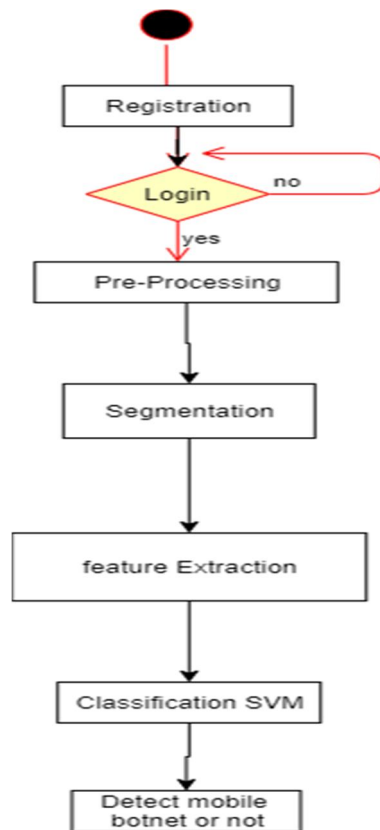 Registration
Login
no
yes
Pre-Processing
Segmentation
feature Extraction
Classification SVM
Detect mobile
botnet or not